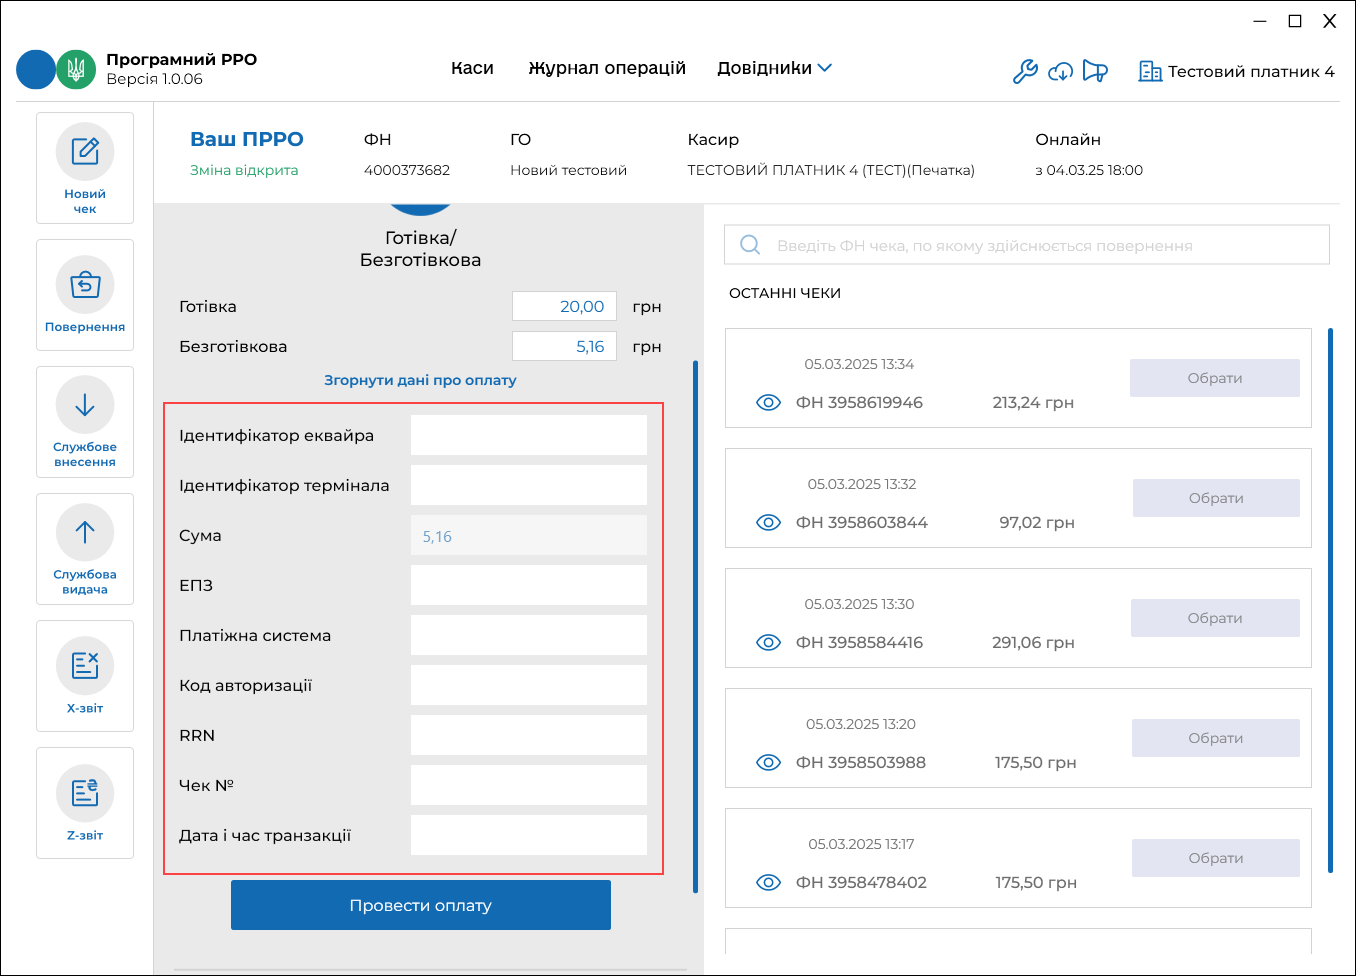 Програмний РРО
Версія 1.0.06
Каси
Журнал операцій
Довідники
Тестовий платник 4
Новий
чек
Повернення
Службове
внесення
Службова
видача
X-звіт
Z-звіт
Ваш ПРРО
Зміна відкрита
ФН
4000373682
ГО
Новий тестовий
Касир
ТЕСТОВИЙ ПЛАТНИК 4 (ТЕСТ)(Печатка)
Онлайн
з 04.03.25 18:00
Готівка/
Безготівкова
Готівка 20,00 грн
Безготівкова 5,16 грн
Згорнути дані про оплату
Ідентифікатор еквайра
Ідентифікатор термінала
Сума 5,16
ЕПЗ
Платіжна система
Код авторизації
RRN
Чек №
Дата і час транзакції
Провести оплату
Введіть ФН чека, по якому здійснюється повернення
ОСТАННІ ЧЕКИ
05.03.2025 13:34
ФН 3958619946 213,24 грн
Обрати
05.03.2025 13:32
ФН 3958603844 97,02 грн
Обрати
05.03.2025 13:30
ФН 3958584416 291,06 грн
Обрати
05.03.2025 13:20
ФН 3958503988 175,50 грн
Обрати
05.03.2025 13:17
ФН 3958478402 175,50 грн
Обрати